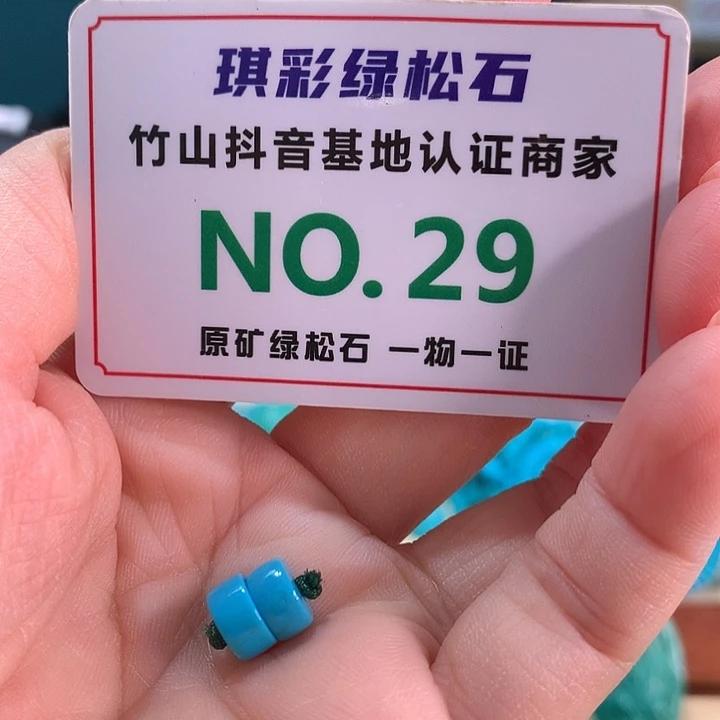 琪彩绿松石
竹山抖音基地认证商家
NO.29
原矿绿松石 一物一证